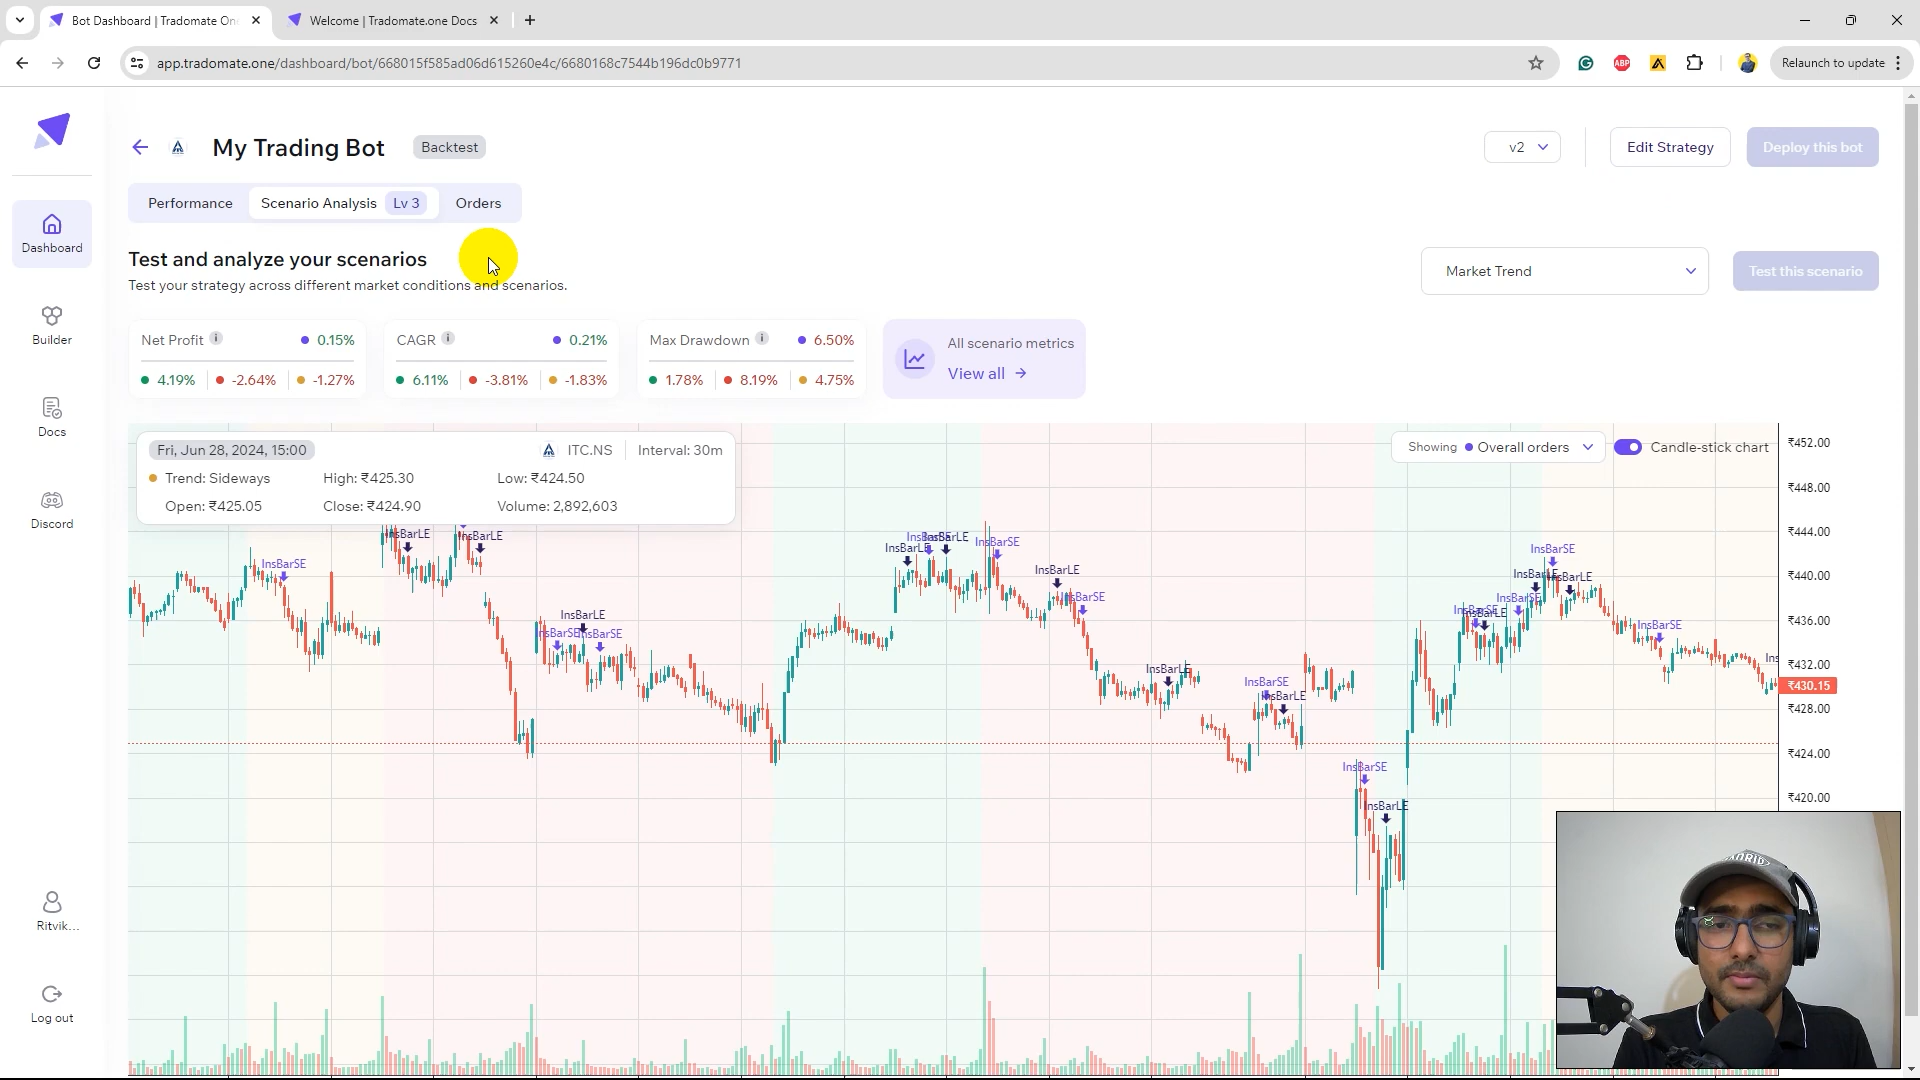 Bot Dashboard | Tradomate On
Welcome | Tradomate.one Docs
app.tradomate.one/dashboard/bot/668015f585ad06d615260e4c/6680168c7544b196dc0b9771
ABP
Relaunch to update
My Trading Bot
Backtest
v2
Edit Strategy
Deploy this bot
Performance
Scenario Analysis
Lv 3
Orders
Dashboard
Builder
Docs
Discord
Ritvik...
Log out
Test and analyze your scenarios
Test your strategy across different market conditions and scenarios.
Market Trend
Test this scenario
Net Profit
0.15%
4.19%
-2.64%
-1.27%
CAGR
0.21%
6.11%
-3.81%
-1.83%
Max Drawdown
6.50%
1.78%
8.19%
4.75%
All scenario metrics
View all
Fri, Jun 28, 2024, 15:00
ITC.NS
Interval: 30m
Trend: Sideways
High: ₹425.30
Low: ₹424.50
Open: ₹425.05
Close: ₹424.90
Volume: 2,892,603
Showing
Overall orders
Candle-stick chart
InsBarSE
InsBarLE
InsBarLE
InsBarLE
InsBarSE
InsBarSE
InsBarLE
InsBarSE
InsBarLE
InsBarSE
InsBarLE
InsBarSE
InsBarLE
InsBarSE
InsBarLE
InsBarSE
InsBarLE
InsBarSE
InsBarLE
InsBarSE
InsBarSE
InsBarLE
InsBarLE
InsBarSE
Ins
₹452.00
₹448.00
₹444.00
₹440.00
₹436.00
₹432.00
₹430.15
₹428.00
₹424.00
₹420.00